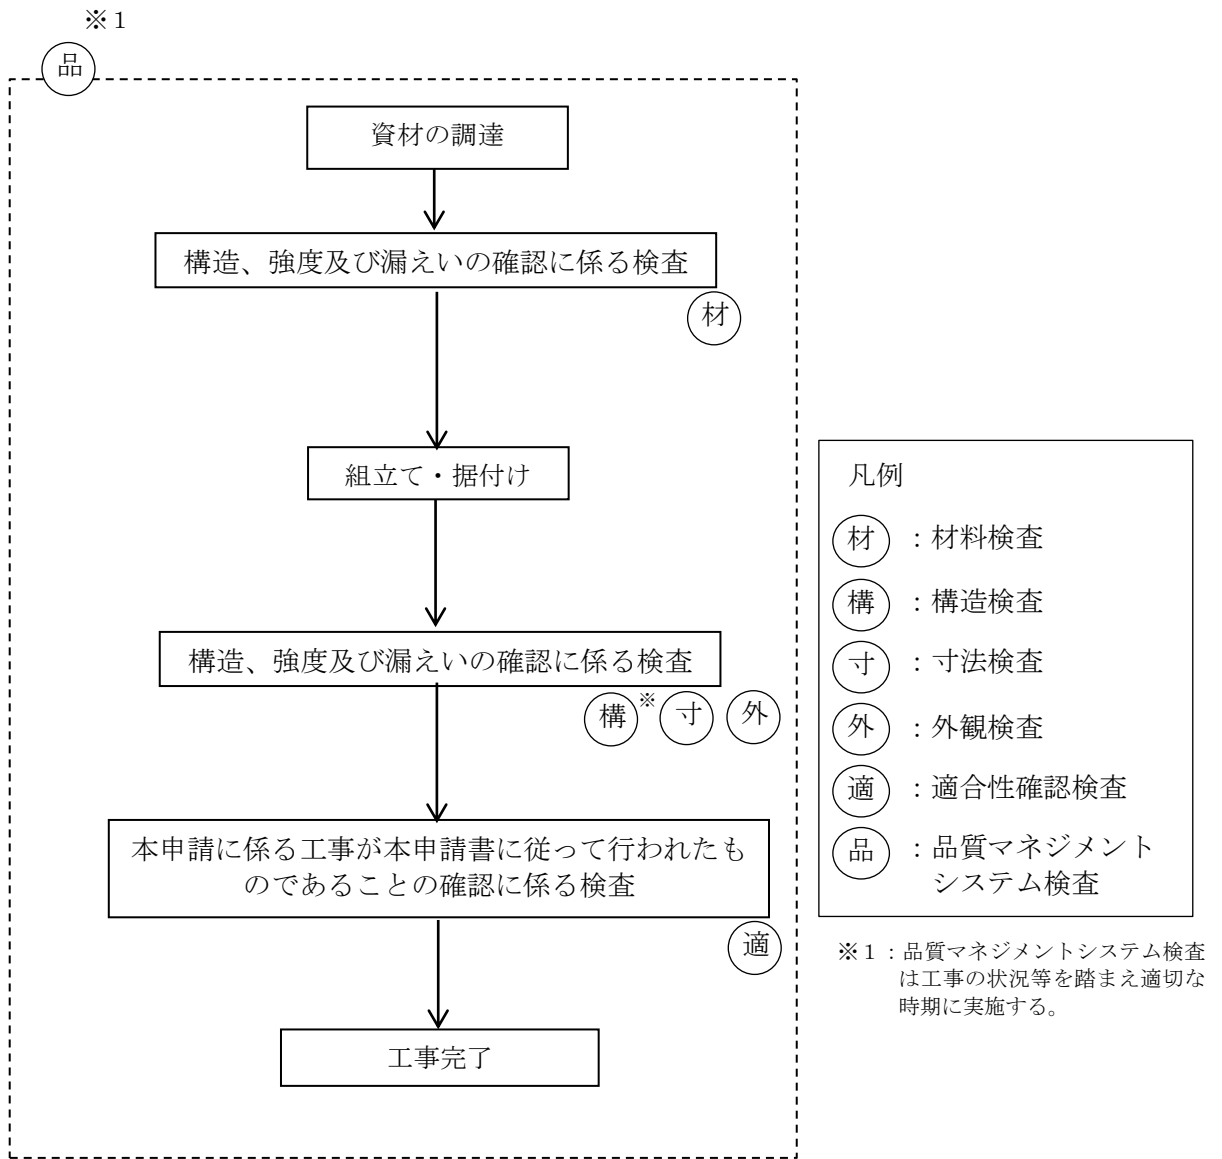 ※１
品
資材の調達
構造、強度及び漏えいの確認に係る検査
材
組立て・据付け
構造、強度及び漏えいの確認に係る検査
構※ 寸 外
本申請に係る工事が本申請書に従って行われたも
のであることの確認に係る検査
適
工事完了
凡例
材：材料検査
構：構造検査
寸：寸法検査
外：外観検査
適：適合性確認検査
品：品質マネジメント
システム検査
※１：品質マネジメントシステム検査
は工事の状況等を踏まえ適切な
時期に実施する。